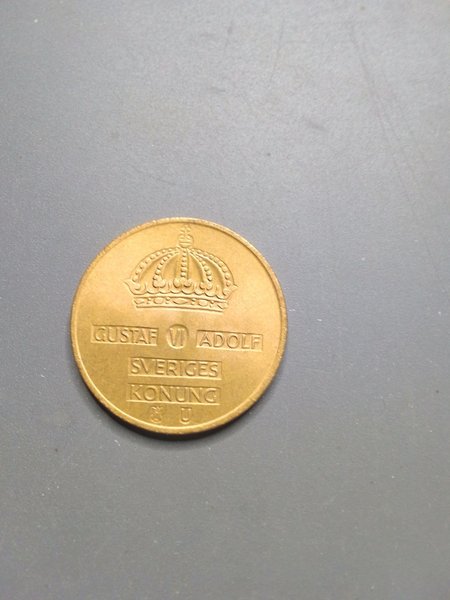 GUSTAF VI ADOLF
SVERIGES
KONUNG
U